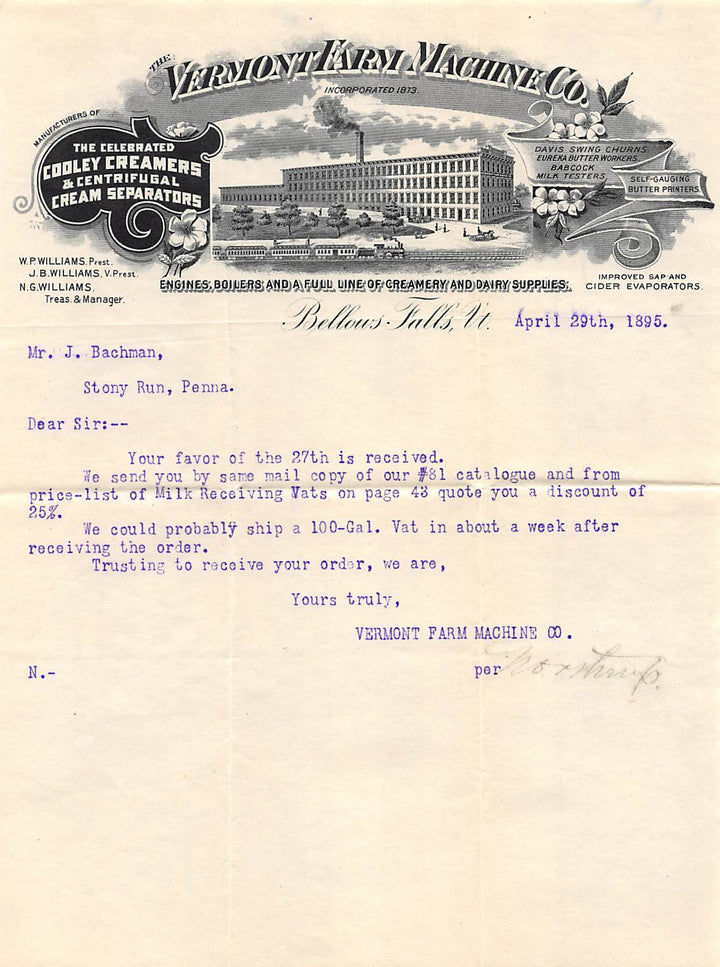 THE VERMONT FARM MACHINE CO.
INCORPORATED 1873.
MANUFACTURERS OF
THE CELEBRATED
COOLEY CREAMERS
& CENTRIFUGAL
CREAM SEPARATORS
DAVIS SWING CHURNS.
EUREKA BUTTER WORKERS.
BABCOCK
MILK TESTERS.
SELF-GAUGING
BUTTER PRINTERS.
W.P. WILLIAMS, Prest.
J.B. WILLIAMS, V. Prest.
N.G. WILLIAMS,
Treas. & Manager.
ENGINES, BOILERS AND A FULL LINE OF CREAMERY AND DAIRY SUPPLIES.
IMPROVED SAP AND
CIDER EVAPORATORS.
Bellows Falls, Vt. April 29th, 1895.
Mr. J. Bachman,
Stony Run, Penna.
Dear Sir:--
Your favor of the 27th is received.
We send you by same mail copy of our #81 catalogue and from
price-list of Milk Receiving Vats on page 43 quote you a discount of
25%.
We could probably ship a 100-Gal. Vat in about a week after
receiving the order.
Trusting to receive your order, we are,
Yours truly,
VERMONT FARM MACHINE CO.
N.- per Northrup.